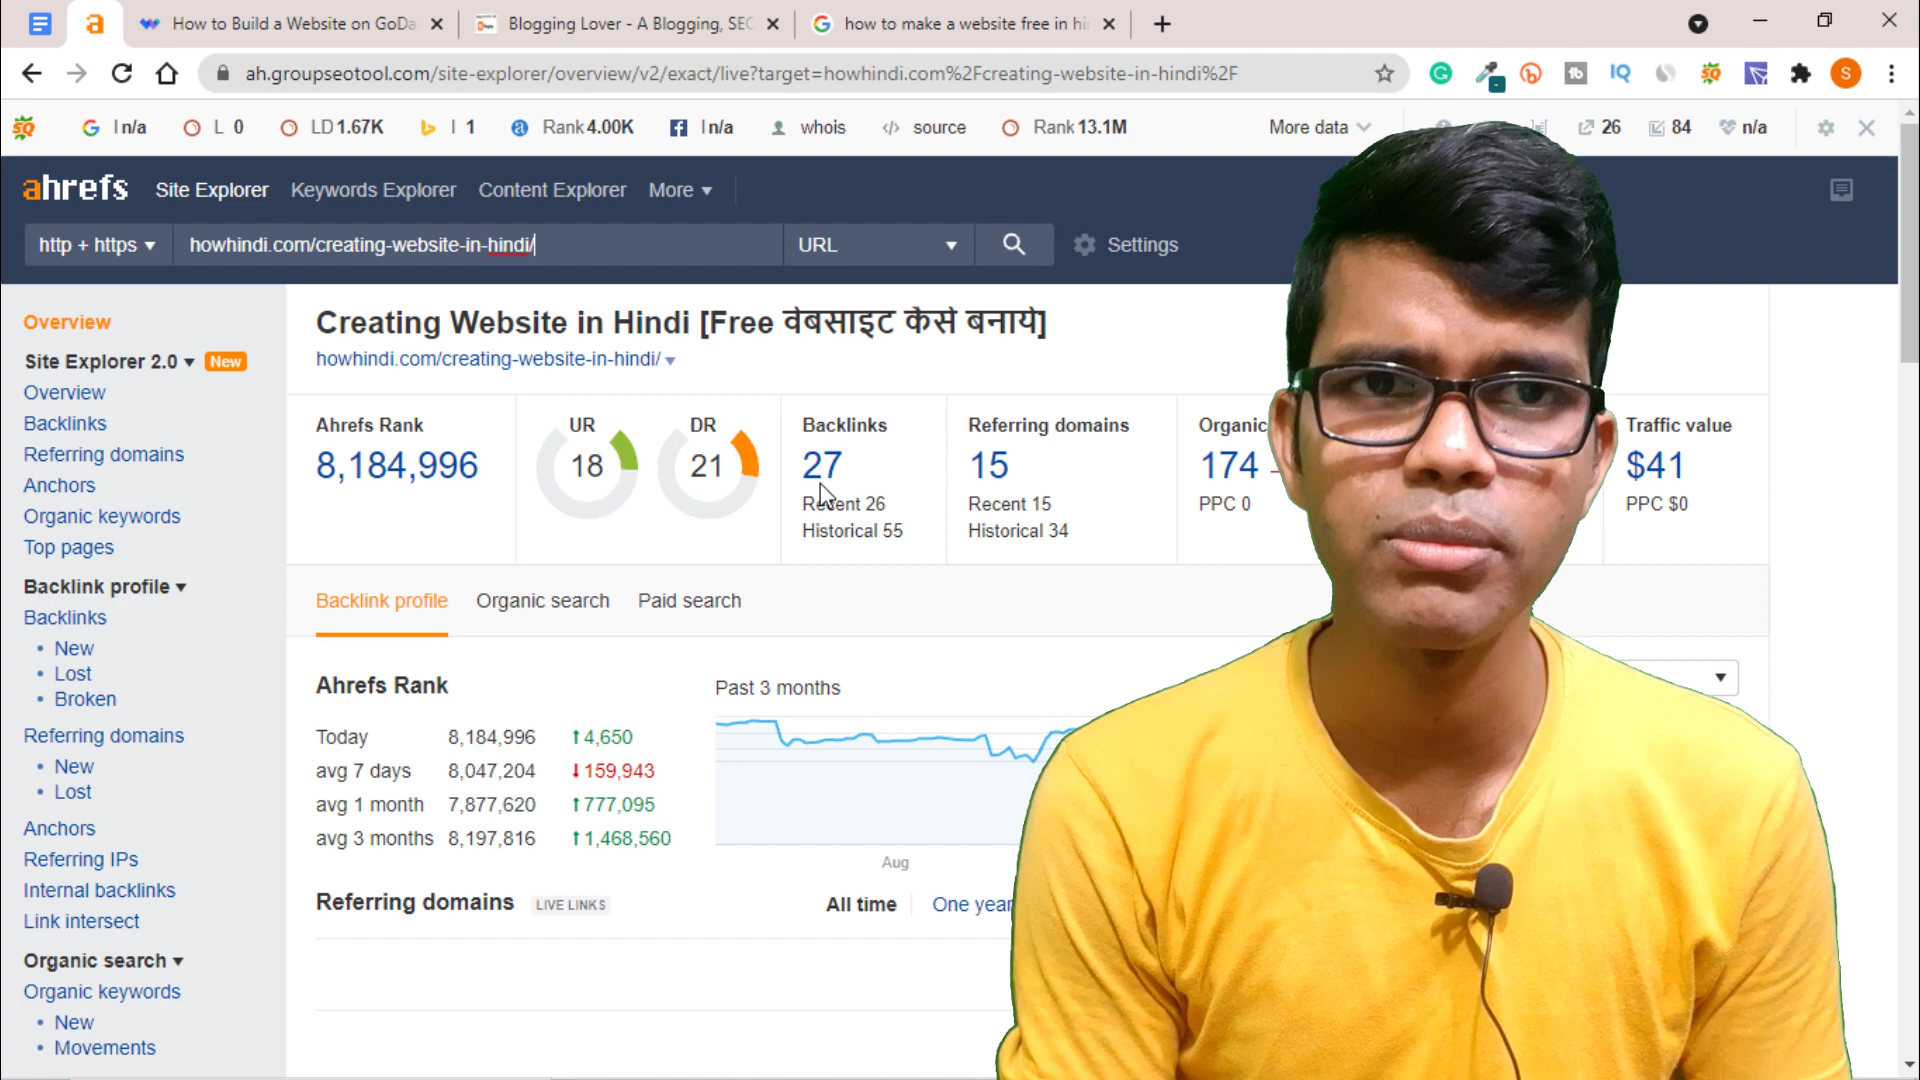 How to Build a Website on GoDa
Blogging Lover - A Blogging, SEC
how to make a website free in hi
ah.groupseotool.com/site-explorer/overview/v2/exact/live?target=howhindi.com%2Fcreating-website-in-hindi%2F
S
SQ I n/a L 0 LD 1.67K I 1 Rank 4.00K I n/a whois source Rank 13.1M More data 26 84 n/a
ahrefs Site Explorer Keywords Explorer Content Explorer More
http + https howhindi.com/creating-website-in-hindi/ URL Settings
Overview
Site Explorer 2.0 New
Overview
Backlinks
Referring domains
Anchors
Organic keywords
Top pages
Backlink profile
Backlinks
• New
• Lost
• Broken
Referring domains
• New
• Lost
Anchors
Referring IPs
Internal backlinks
Link intersect
Organic search
Organic keywords
• New
• Movements
Creating Website in Hindi [Free वेबसाइट कैसे बनाये]
howhindi.com/creating-website-in-hindi/
Ahrefs Rank
8,184,996
UR
18
DR
21
Backlinks
27
Recent 26
Historical 55
Referring domains
15
Recent 15
Historical 34
Organic
174
PPC 0
Traffic value
$41
PPC $0
Backlink profile Organic search Paid search
Ahrefs Rank
Today 8,184,996 ↑4,650
avg 7 days 8,047,204 ↓159,943
avg 1 month 7,877,620 ↑777,095
avg 3 months 8,197,816 ↑1,468,560
Past 3 months
Aug
Referring domains LIVE LINKS All time One year